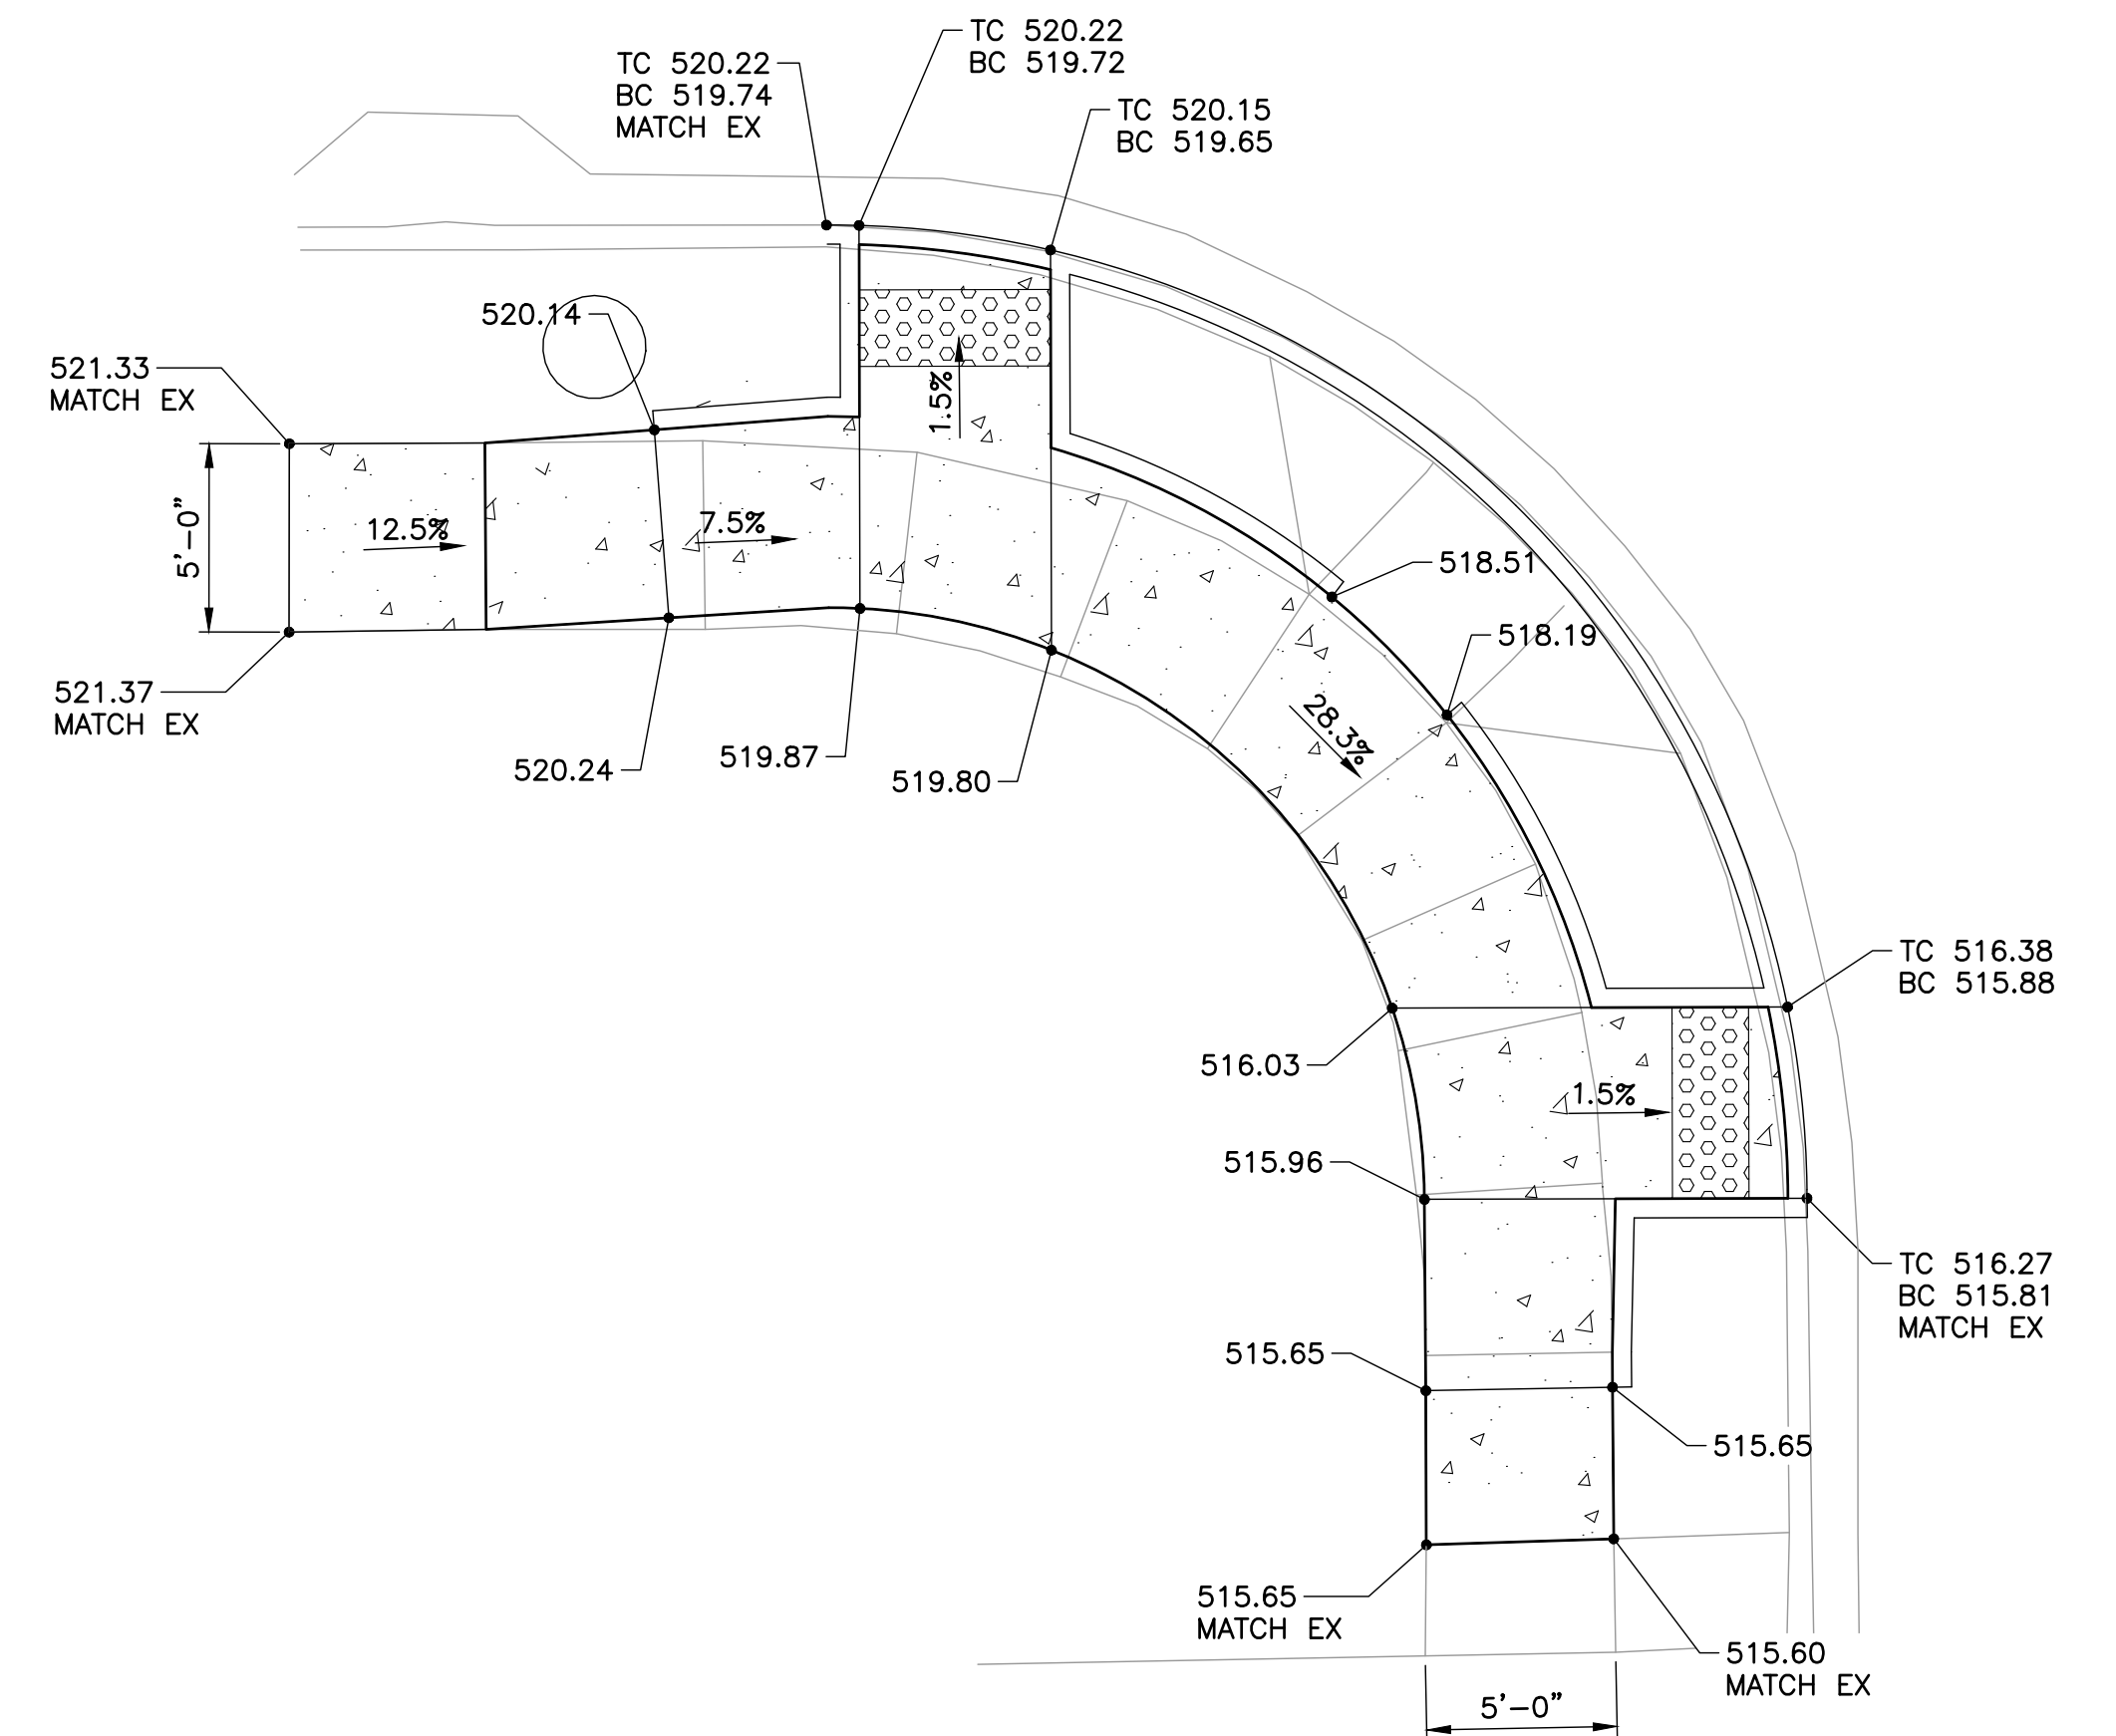 TC 520.22
BC 519.72
TC 520.22
BC 519.74
MATCH EX
TC 520.15
BC 519.65
520.14
521.33
MATCH EX
1.5%
5'-0"
12.5%
7.5%
518.51
518.19
521.37
MATCH EX
28.3%
520.24
519.87
519.80
TC 516.38
BC 515.88
516.03
1.5%
515.96
TC 516.27
BC 515.81
MATCH EX
515.65
515.65
515.65
MATCH EX
515.60
MATCH EX
5'-0"